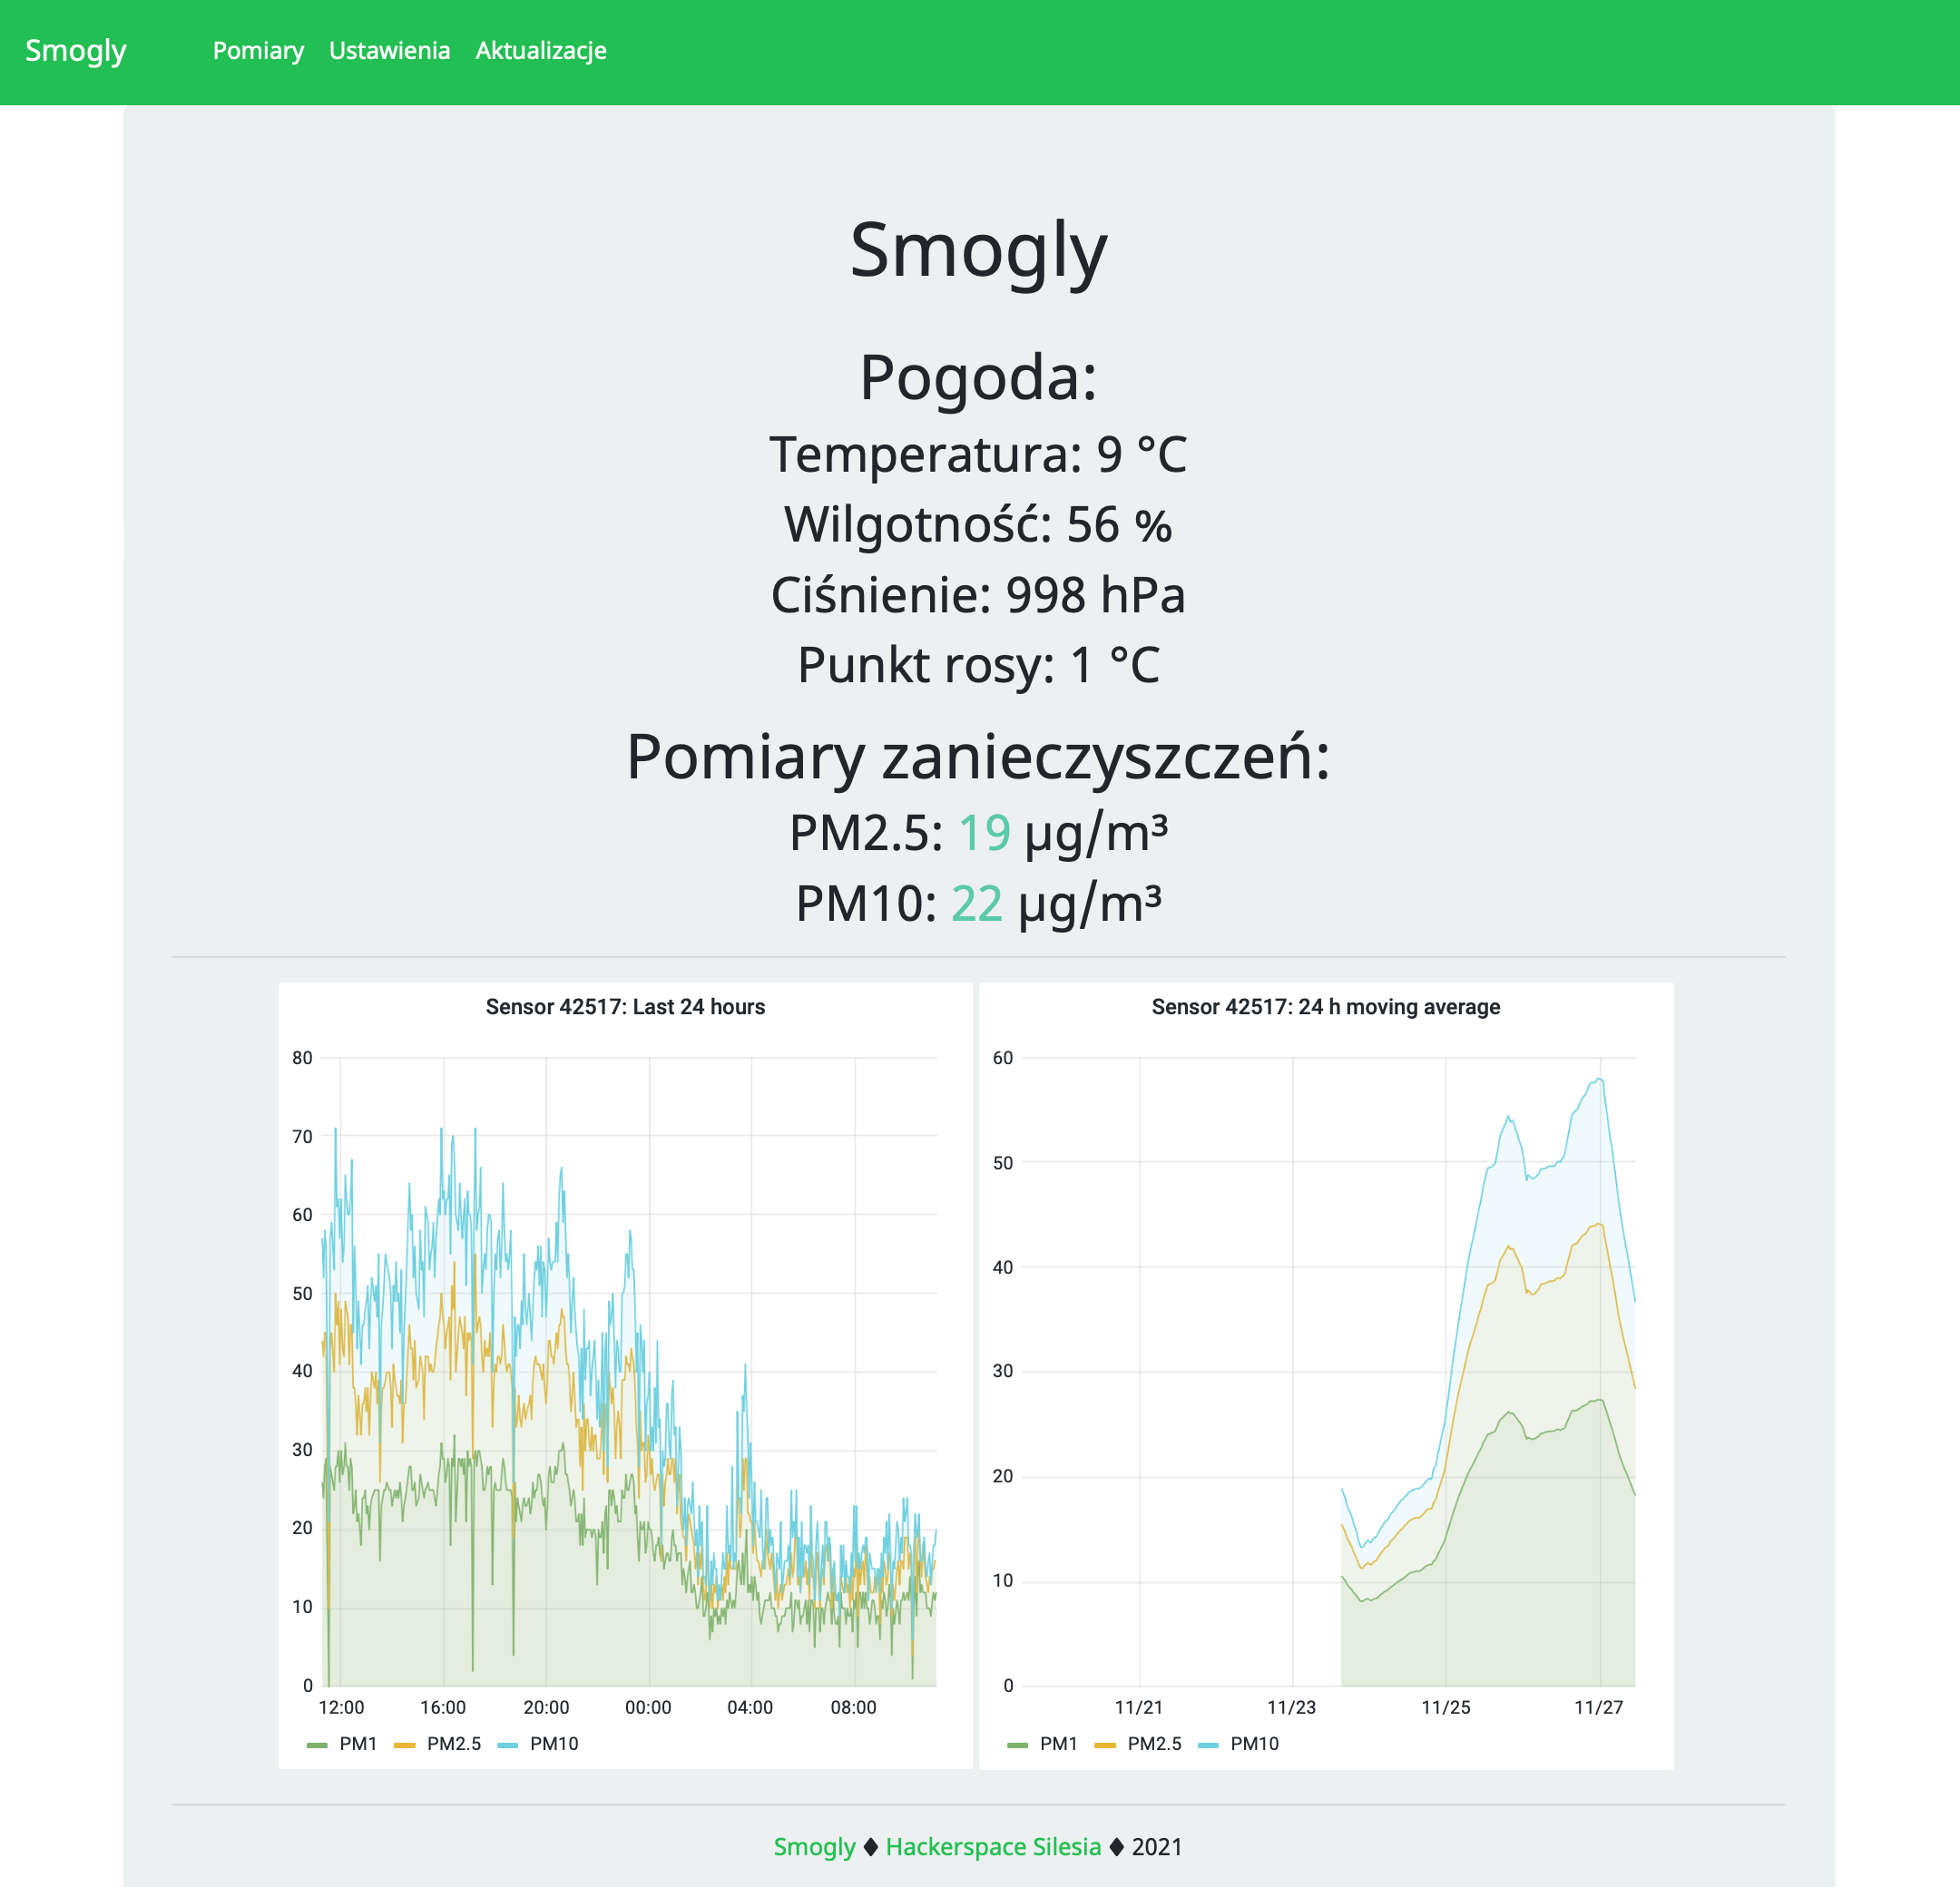 Smogly Pomiary Ustawienia Aktualizacje
Smogly
Pogoda:
Temperatura: 9 °C
Wilgotność: 56 %
Ciśnienie: 998 hPa
Punkt rosy: 1 °C
Pomiary zanieczyszczeń:
PM2.5: 19 µg/m³
PM10: 22 µg/m³
Sensor 42517: Last 24 hours
80
70
60
50
40
30
20
10
0
12:00 16:00 20:00 00:00 04:00 08:00
PM1 PM2.5 PM10
Sensor 42517: 24 h moving average
60
50
40
30
20
10
0
11/21 11/23 11/25 11/27
PM1 PM2.5 PM10
Smogly ♦ Hackerspace Silesia ♦ 2021